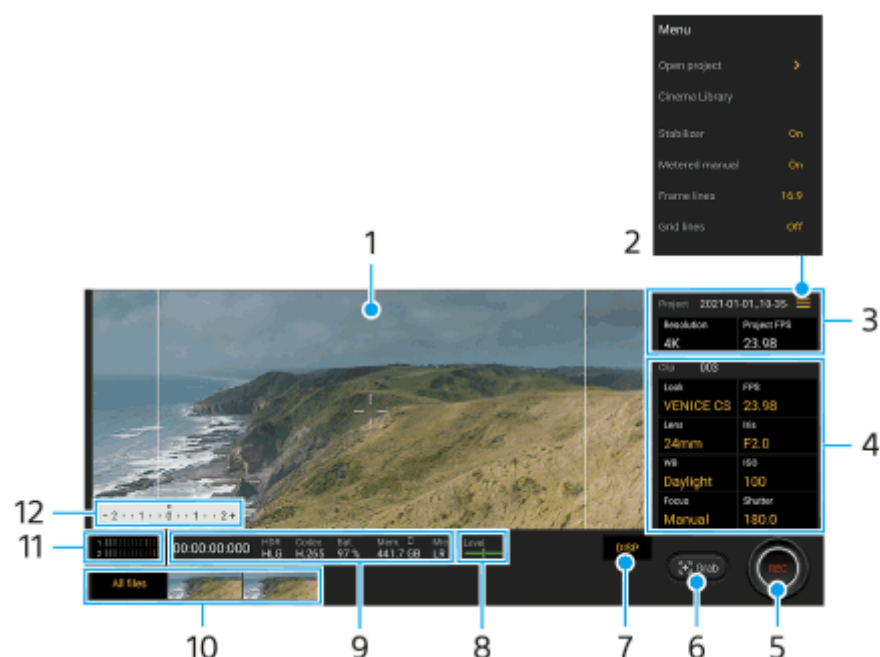 Menu
Open project >
Cinema Library
Stabilizer On
Metered manual On
Frame lines 16:9
Grid lines Off
1
2
Project 2021-01-01_10-35-
Resolution Project FPS
4K 23.98
3
Clip 003
Look FPS
VENICE CS 23.98
Lens Iris
24mm F2.0
WB ISO
Daylight 100
Focus Shutter
Manual 180.0
4
12
-2··1··0··1··2+
11
1
2
00:00:00:000
HDR Codec Bat. Mem. Mic
HLG H.265 97% 441.7 GB LR
Level
DISP
Grab
REC
All files
10 9 8 7 6 5